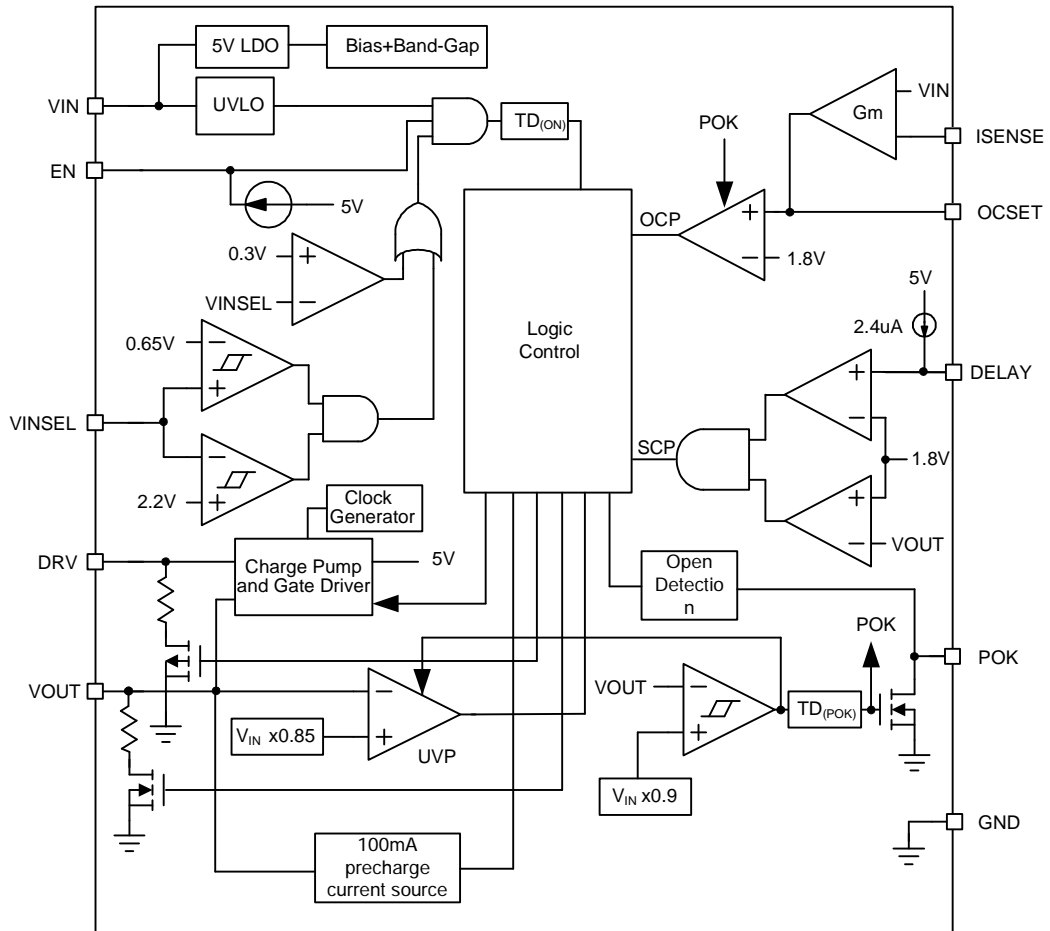 5V LDO
Bias+Band-Gap
VIN
UVLO
TD(ON)
VIN
Gm
ISENSE
POK
EN
5V
OCSET
OCP
+
−
1.8V
0.3V
+
VINSEL
−
5V
2.4uA
Logic
Control
0.65V
−
+
DELAY
+
−
VINSEL
SCP
1.8V
−
2.2V
+
+
−
VOUT
Clock
Generator
DRV
Charge Pump
and Gate Driver
5V
Open
Detectio
n
POK
POK
VOUT
−
+
VIN x0.85
UVP
VOUT
−
+
TD(POK)
VIN x0.9
GND
100mA
precharge
current source